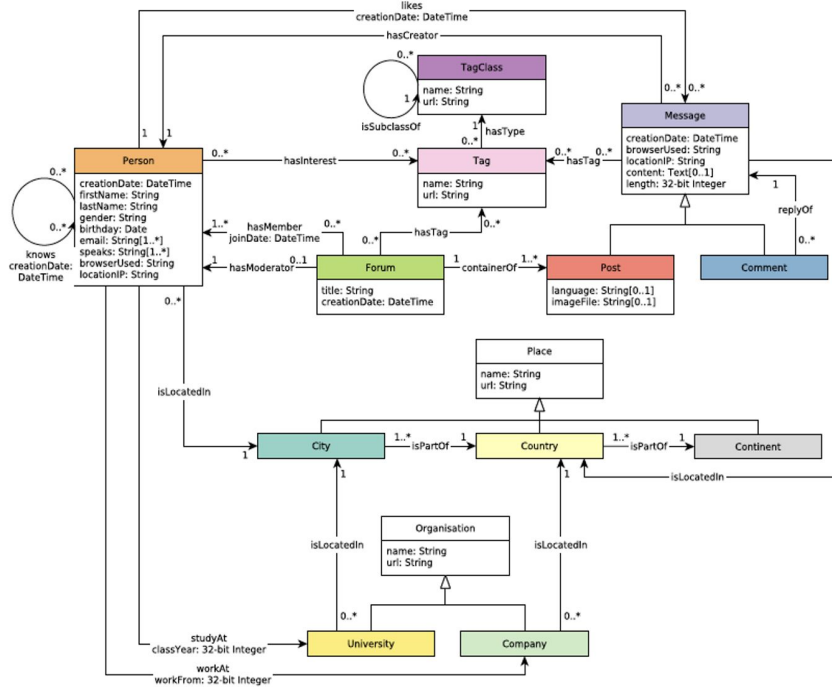 likes
creationDate: DateTime
hasCreator
0..*
TagClass
name: String
url: String
1
isSubclassOf
0..*
0..*
Message
creationDate: DateTime
browserUsed: String
locationIP: String
content: Text[0..1]
length: 32-bit Integer
1
1
1
hasType
0..*
Person
creationDate: DateTime
firstName: String
lastName: String
gender: String
birthday: Date
email: String[1..*]
speaks: String[1..*]
browserUsed: String
locationIP: String
0..*
hasInterest
0..*
Tag
name: String
url: String
0..*
hasTag
0..*
0..*
0..*
knows
creationDate:
DateTime
1
replyOf
0..*
1..*
hasMember
joinDate: DateTime
0..*
0..*
hasTag
0..*
1
hasModerator
0..1
Forum
title: String
creationDate: DateTime
1
containerOf
1..*
Post
language: String[0..1]
imageFile: String[0..1]
Comment
0..*
isLocatedIn
1
Place
name: String
url: String
City
1..*
isPartOf
1
Country
1..*
isPartOf
1
Continent
isLocatedIn
1
1
1
Organisation
name: String
url: String
isLocatedIn
isLocatedIn
0..*
0..*
University
Company
studyAt
classYear: 32-bit Integer
workAt
workFrom: 32-bit Integer